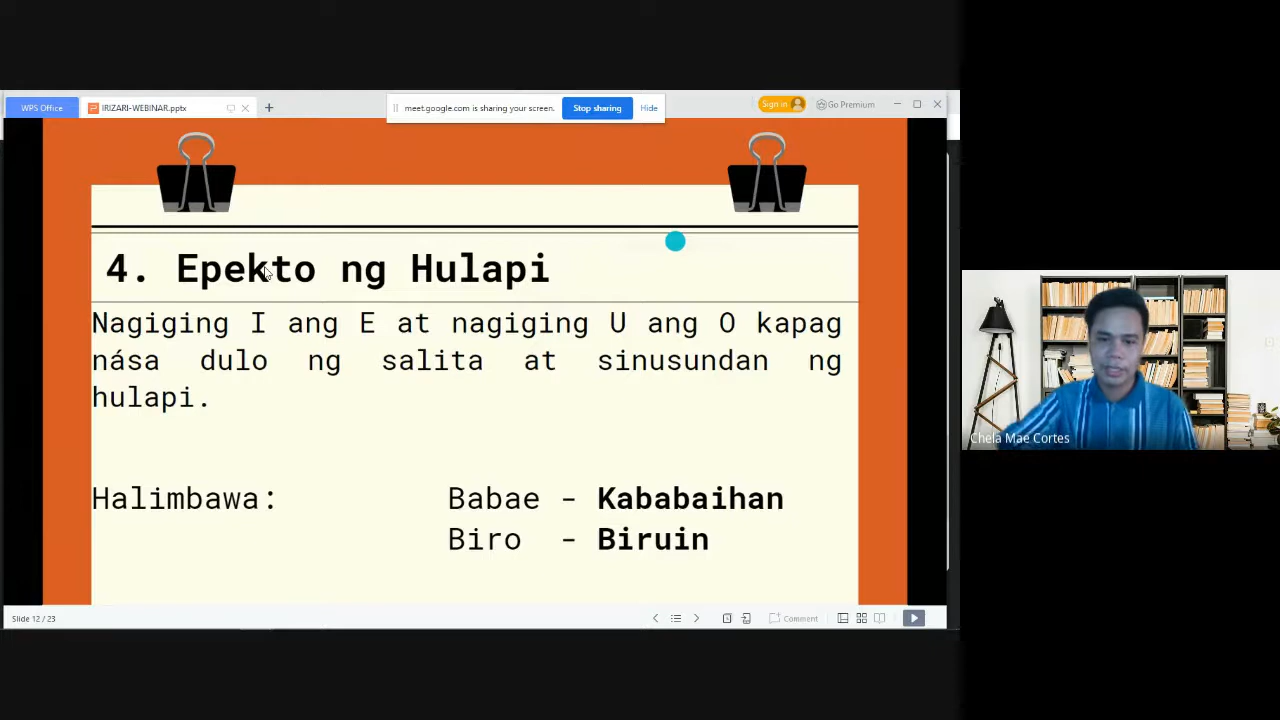 WPS Office
IRIZARI-WEBINAR.pptx
meet.google.com is sharing your screen.
Stop sharing
Hide
Sign in
Go Premium
4. Epekto ng Hulapi
Nagiging I ang E at nagiging U ang O kapag
nása dulo ng salita at sinusundan ng
hulapi.
Halimbawa: Babae - Kababaihan
Biro - Biruin
Chela Mae Cortes
Slide 12 / 23
Comment